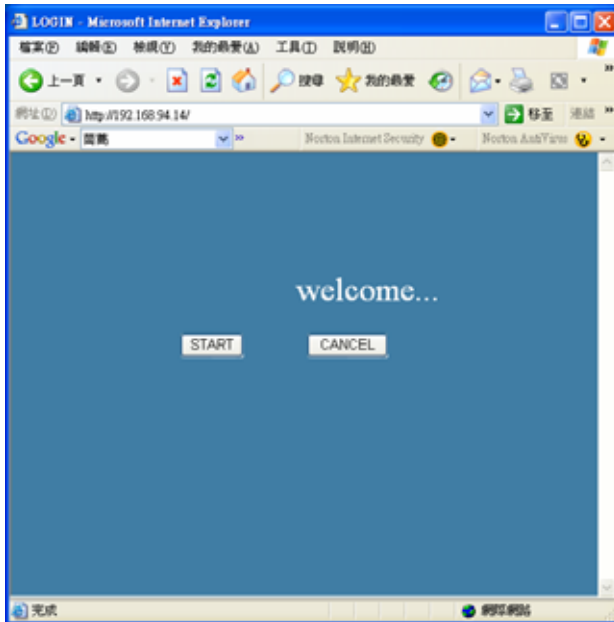 LOGIN - Microsoft Internet Explorer
檔案(F) 編輯(E) 檢視(V) 我的最愛(A) 工具(T) 說明(H)
上一頁 搜尋 我的最愛
網址(D) http://192.168.94.14/ 移至 連結 »
Google - » Norton Internet Security Norton AntiVirus
welcome...
START CANCEL
完成 網際網路